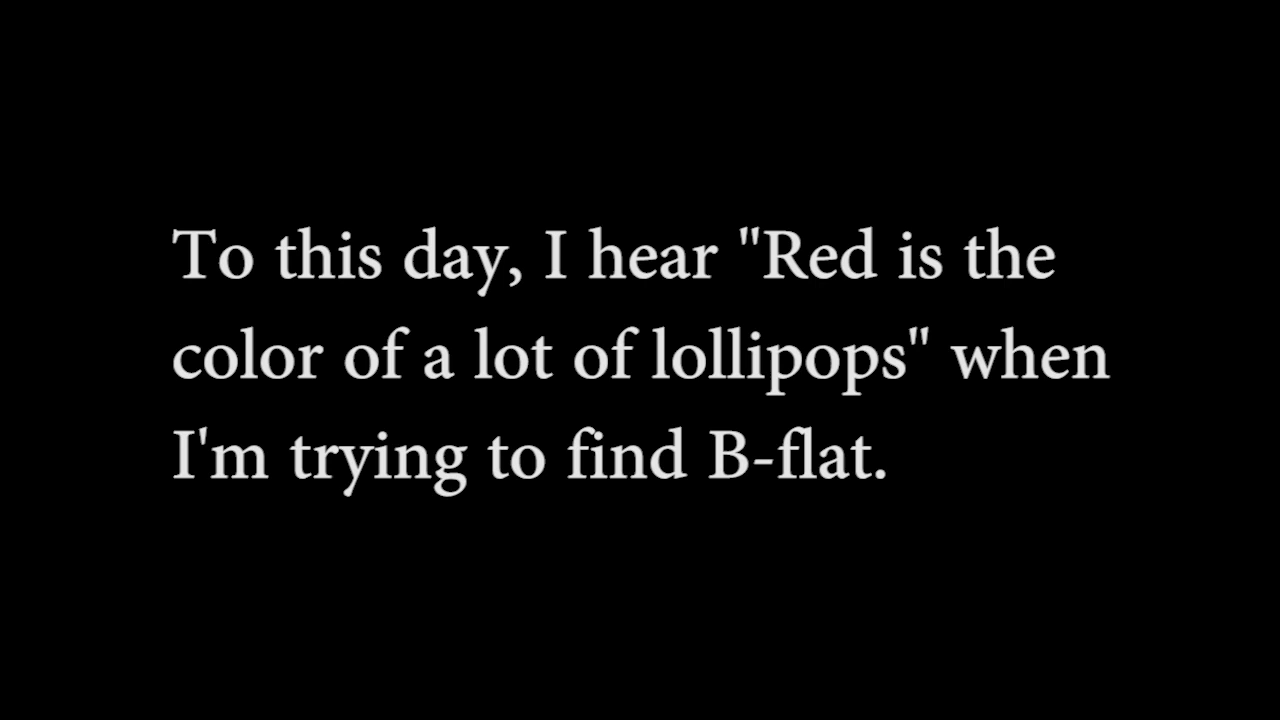 To this day, I hear "Red is the
color of a lot of lollipops" when
I'm trying to find B-flat.